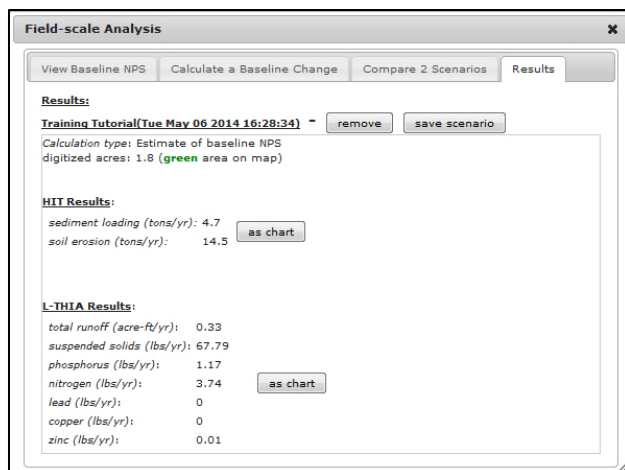 Field-scale Analysis
View Baseline NPS Calculate a Baseline Change Compare 2 Scenarios Results
Results:
Training Tutorial(Tue May 06 2014 16:28:34) - remove save scenario
Calculation type: Estimate of baseline NPS
digitized acres: 1.8 (green area on map)
HIT Results:
sediment loading (tons/yr): 4.7
soil erosion (tons/yr): 14.5
as chart
L-THIA Results:
total runoff (acre-ft/yr): 0.33
suspended solids (lbs/yr): 67.79
phosphorus (lbs/yr): 1.17
nitrogen (lbs/yr): 3.74 as chart
lead (lbs/yr): 0
copper (lbs/yr): 0
zinc (lbs/yr): 0.01